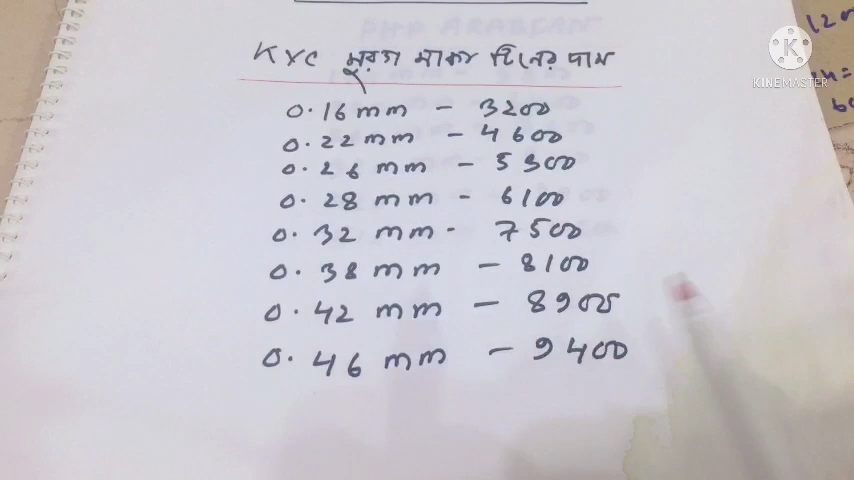 KYC মুরগ মার্কা টিনের দাম
0.16mm - 3200
0.22mm - 4600
0.26mm - 5300
0.28mm - 6100
0.32mm - 7500
0.38mm - 8100
0.42mm - 8900
0.46mm - 9400
K
KINEMASTER